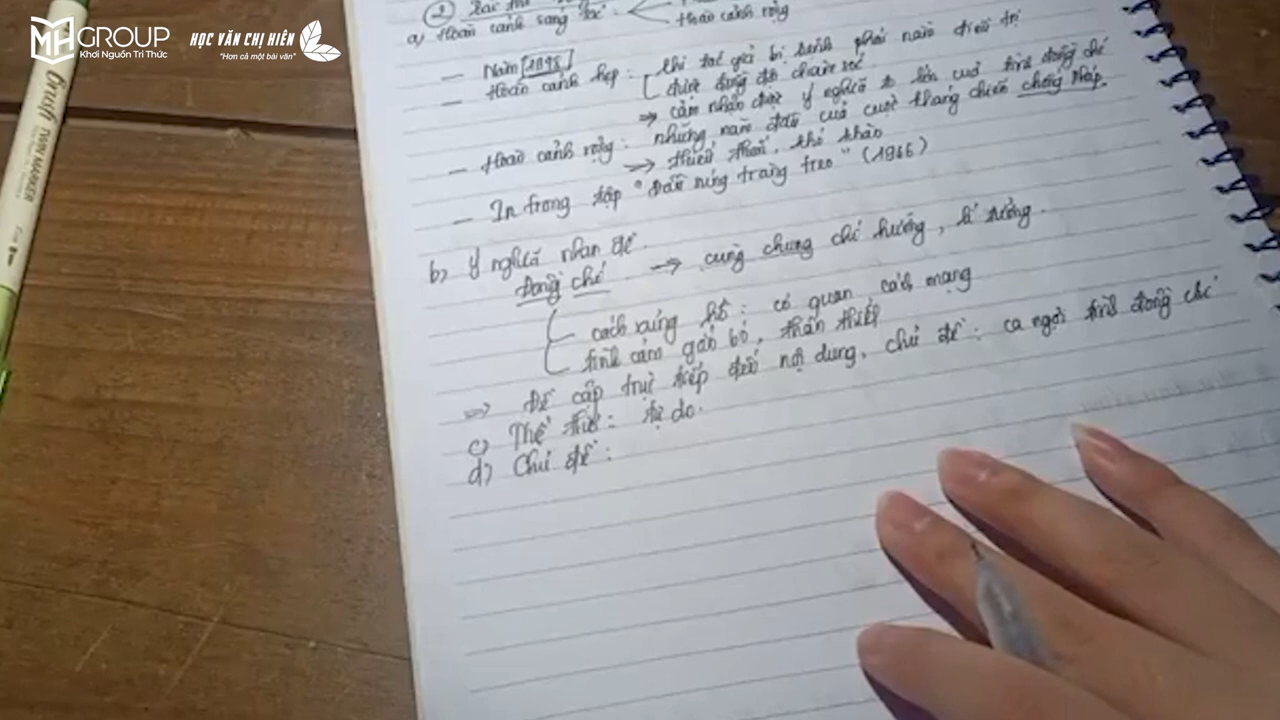 MH GROUP
Khơi Nguồn Tri Thức
HỌC VĂN CHỊ HIÊN
"Hơn cả một bài văn"
Brush
TWIN MARKER
② Bài thơ
a) Hoàn cảnh sáng tác:
hoàn cảnh rộng
— Năm 1948
— Hoàn cảnh hẹp: khi tác giả bị bệnh phải nằm điều trị
được đồng đội chăm sóc
=> cảm nhận được ý nghĩa to lớn của tình đồng chí
— Hoàn cảnh rộng: những năm đầu của cuộc kháng chiến chống Pháp.
=> thiếu thốn, khó khăn
— In trong tập "Đầu súng trăng treo" (1966)
b) Ý nghĩa nhan đề.
Đồng chí => cùng chung chí hướng, lí tưởng.
cách xưng hô: cơ quan cách mạng
tình cảm gắn bó, thân thiết
=> Đề cập trực tiếp đến nội dung, chủ đề: ca ngợi tình đồng chí
c) Thể thơ: tự do.
d) Chủ đề: